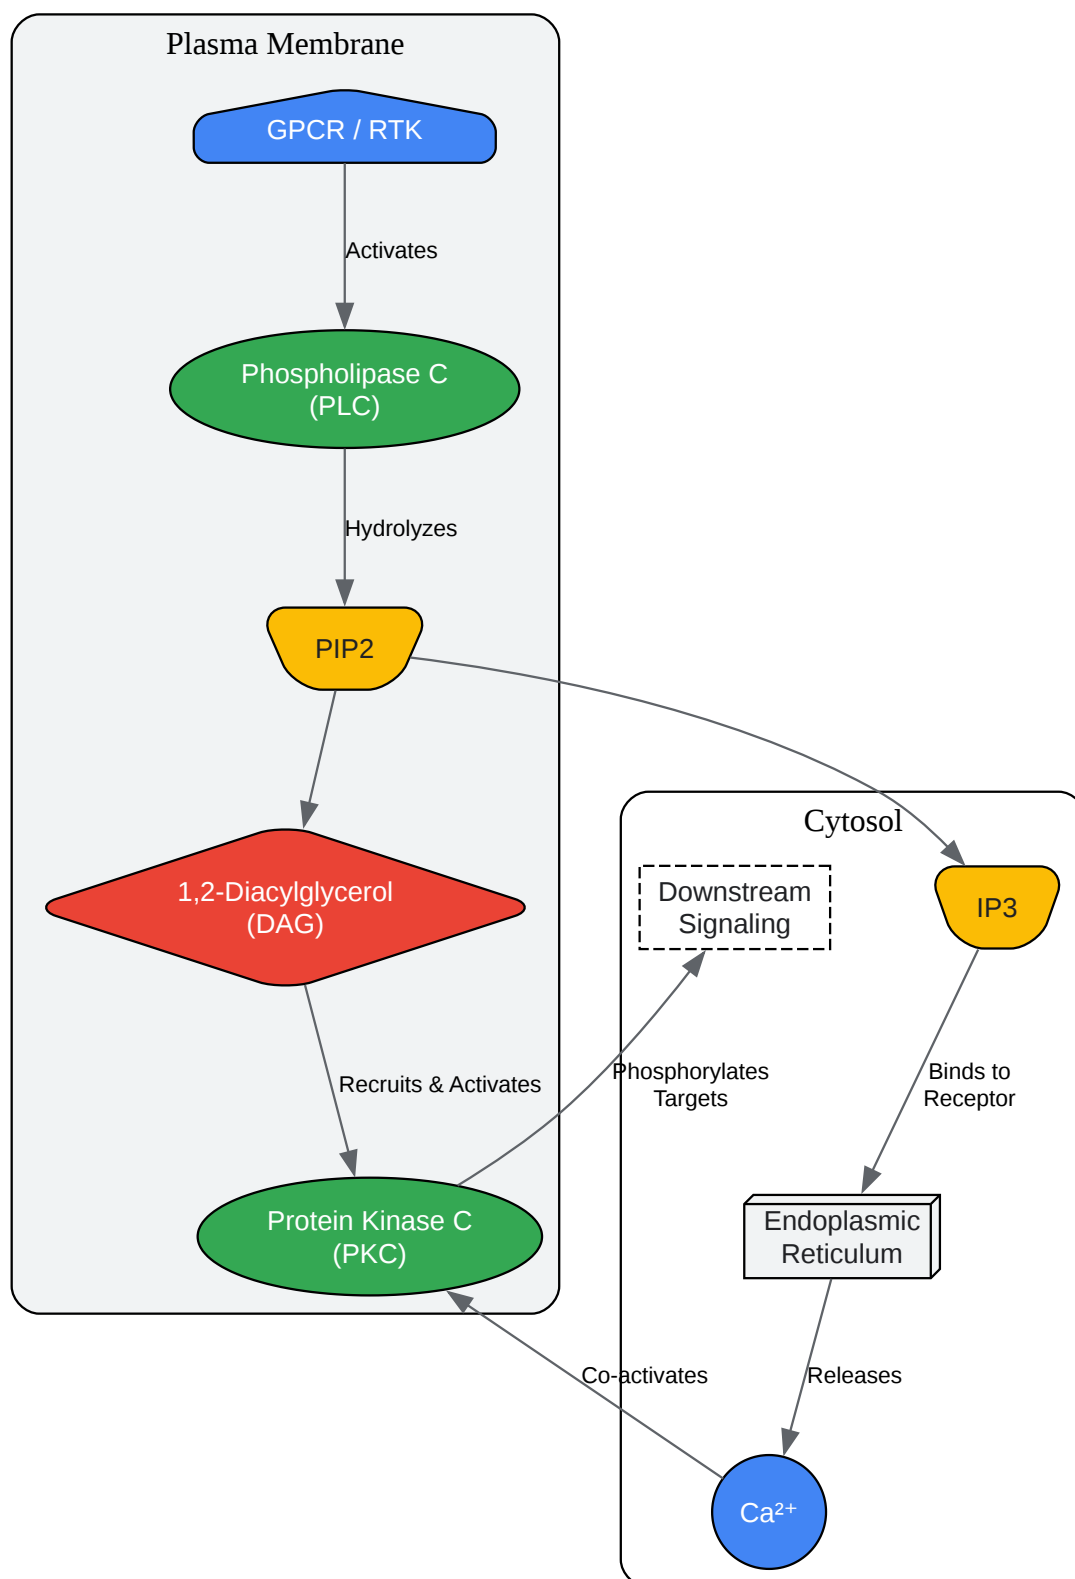 Plasma Membrane
GPCR / RTK
Activates
Phospholipase C
(PLC)
Hydrolyzes
PIP2
1,2-Diacylglycerol
(DAG)
Recruits & Activates
Protein Kinase C
(PKC)
Cytosol
Downstream
Signaling
IP3
Phosphorylates
Targets
Binds to
Receptor
Endoplasmic
Reticulum
Co-activates
Releases
Ca²⁺